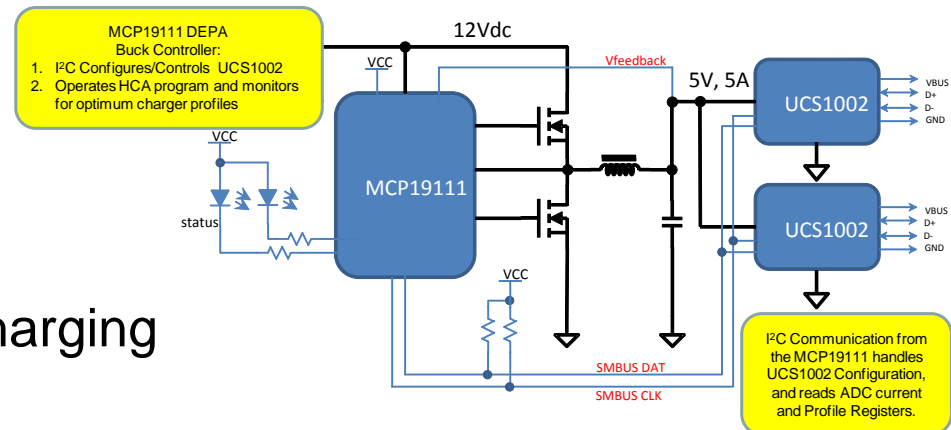 MCP19111 DEPA
Buck Controller:
1. I²C Configures/Controls UCS1002
2. Operates HCA program and monitors
for optimum charger profiles
12Vdc
VCC
Vfeedback
5V, 5A
UCS1002
VBUS
D+
D-
GND
VCC
MCP19111
status
UCS1002
VBUS
D+
D-
GND
VCC
harging
SMBUS DAT
SMBUS CLK
I²C Communication from
the MCP19111 handles
UCS1002 Configuration,
and reads ADC current
and Profile Registers.